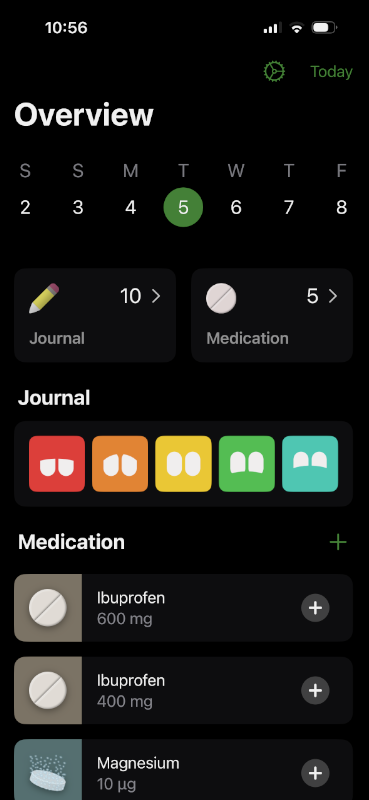 10:56
Today
Overview
S S M T W T F
2 3 4 5 6 7 8
10
Journal
5
Medication
Journal
Medication
Ibuprofen
600 mg
Ibuprofen
400 mg
Magnesium
10 µg